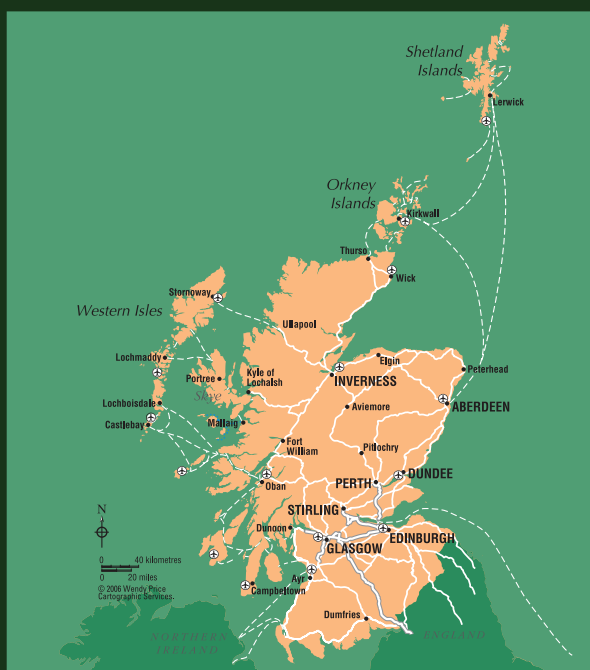 Shetland
Islands
Lerwick
Orkney
Islands
Kirkwall
Thurso
Wick
Stornoway
Western Isles
Ullapool
Lochmaddy
Elgin
Peterhead
Portree
Kyle of
Lochalsh
INVERNESS
Skye
Lochboisdale
Aviemore
ABERDEEN
Castlebay
Mallaig
Fort
William
Pitlochry
DUNDEE
Oban
PERTH
STIRLING
N
Dunoon
EDINBURGH
GLASGOW
0 40 kilometres
0 20 miles
© 2006 Wendy Price
Cartographic Services.
Ayr
Campbeltown
Dumfries
NORTHERN
IRELAND
ENGLAND